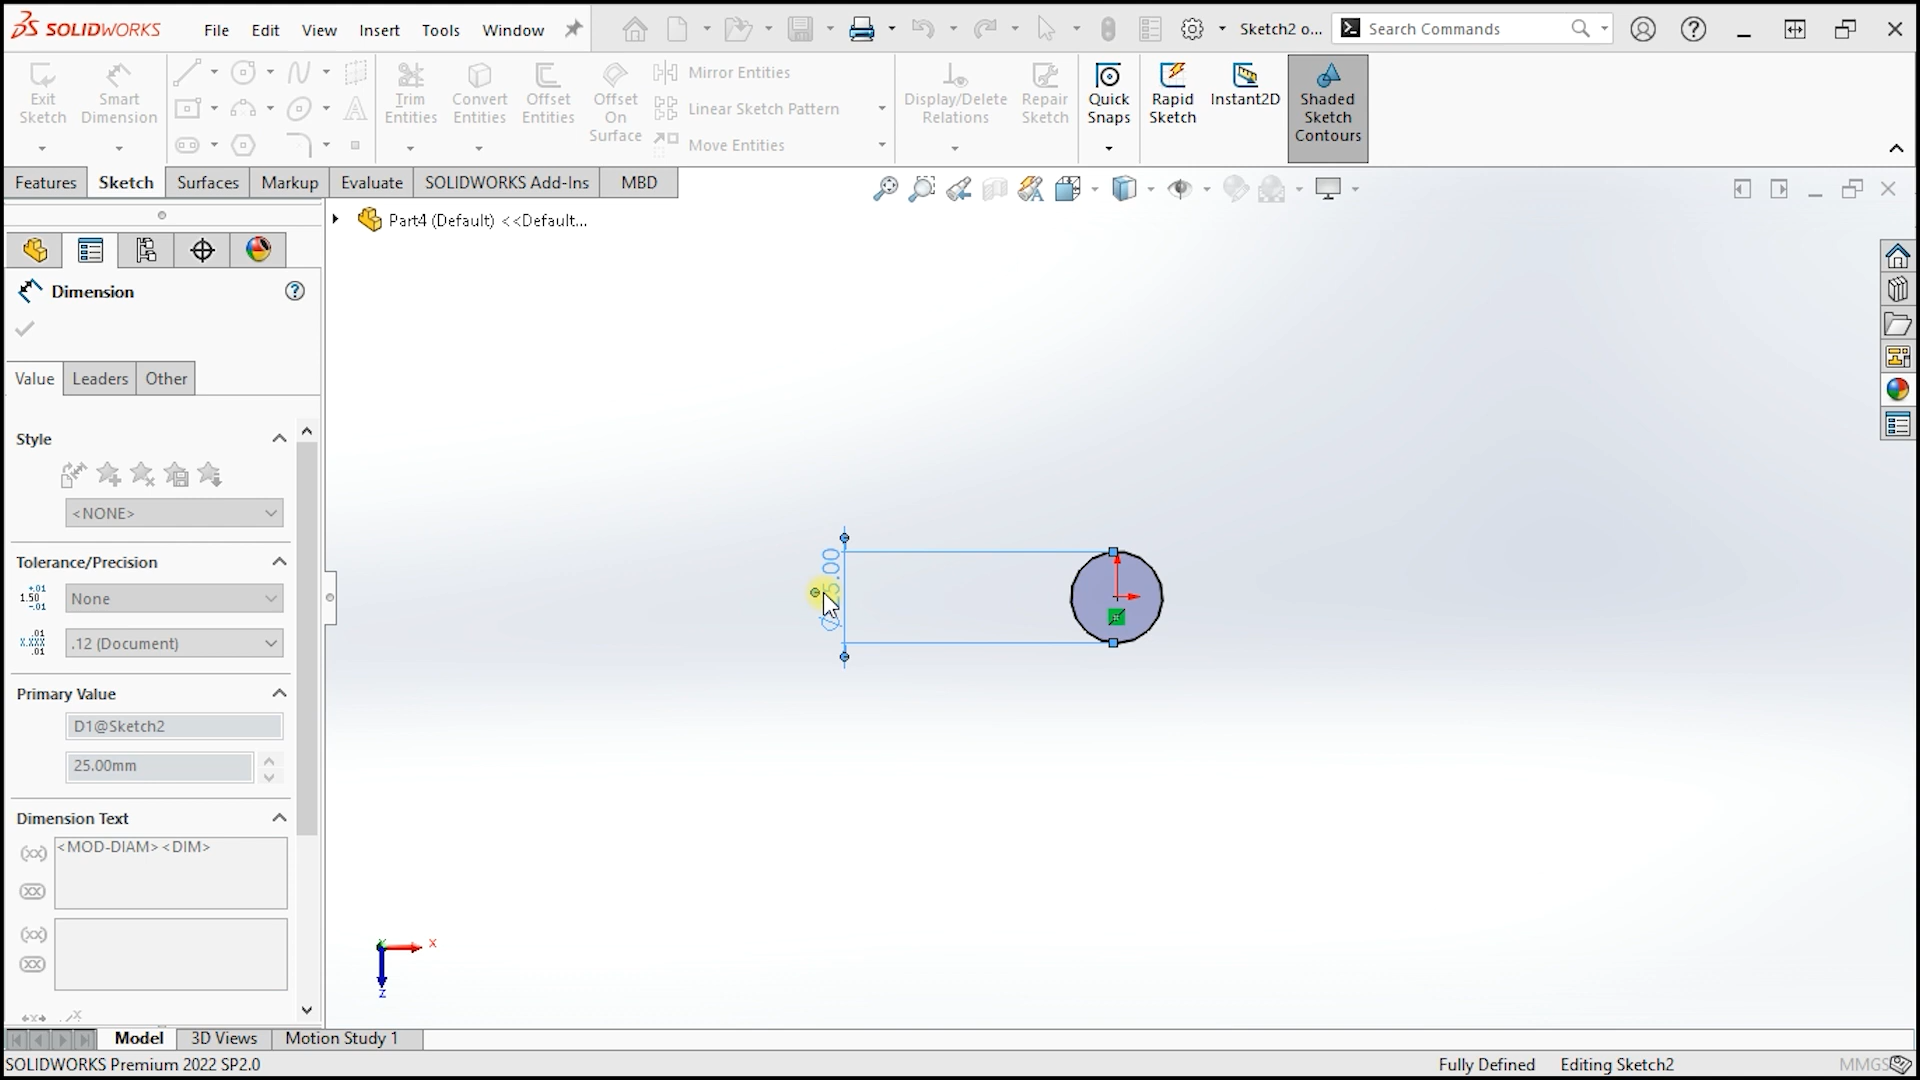 SOLIDWORKS
File Edit View Insert Tools Window
Sketch2 o...
Search Commands
Exit Sketch
Smart Dimension
Trim Entities
Convert Entities
Offset Entities
Offset On Surface
Mirror Entities
Linear Sketch Pattern
Move Entities
Display/Delete Relations
Repair Sketch
Quick Snaps
Rapid Sketch
Instant2D
Shaded Sketch Contours
Features Sketch Surfaces Markup Evaluate SOLIDWORKS Add-Ins MBD
Part4 (Default) <<Default...
Dimension
Value Leaders Other
Style
<NONE>
Tolerance/Precision
None
.12 (Document)
Primary Value
D1@Sketch2
25.00mm
Dimension Text
<MOD-DIAM><DIM>
Ø25.00
X
Z
Model 3D Views Motion Study 1
SOLIDWORKS Premium 2022 SP2.0
Fully Defined Editing Sketch2 MMGS